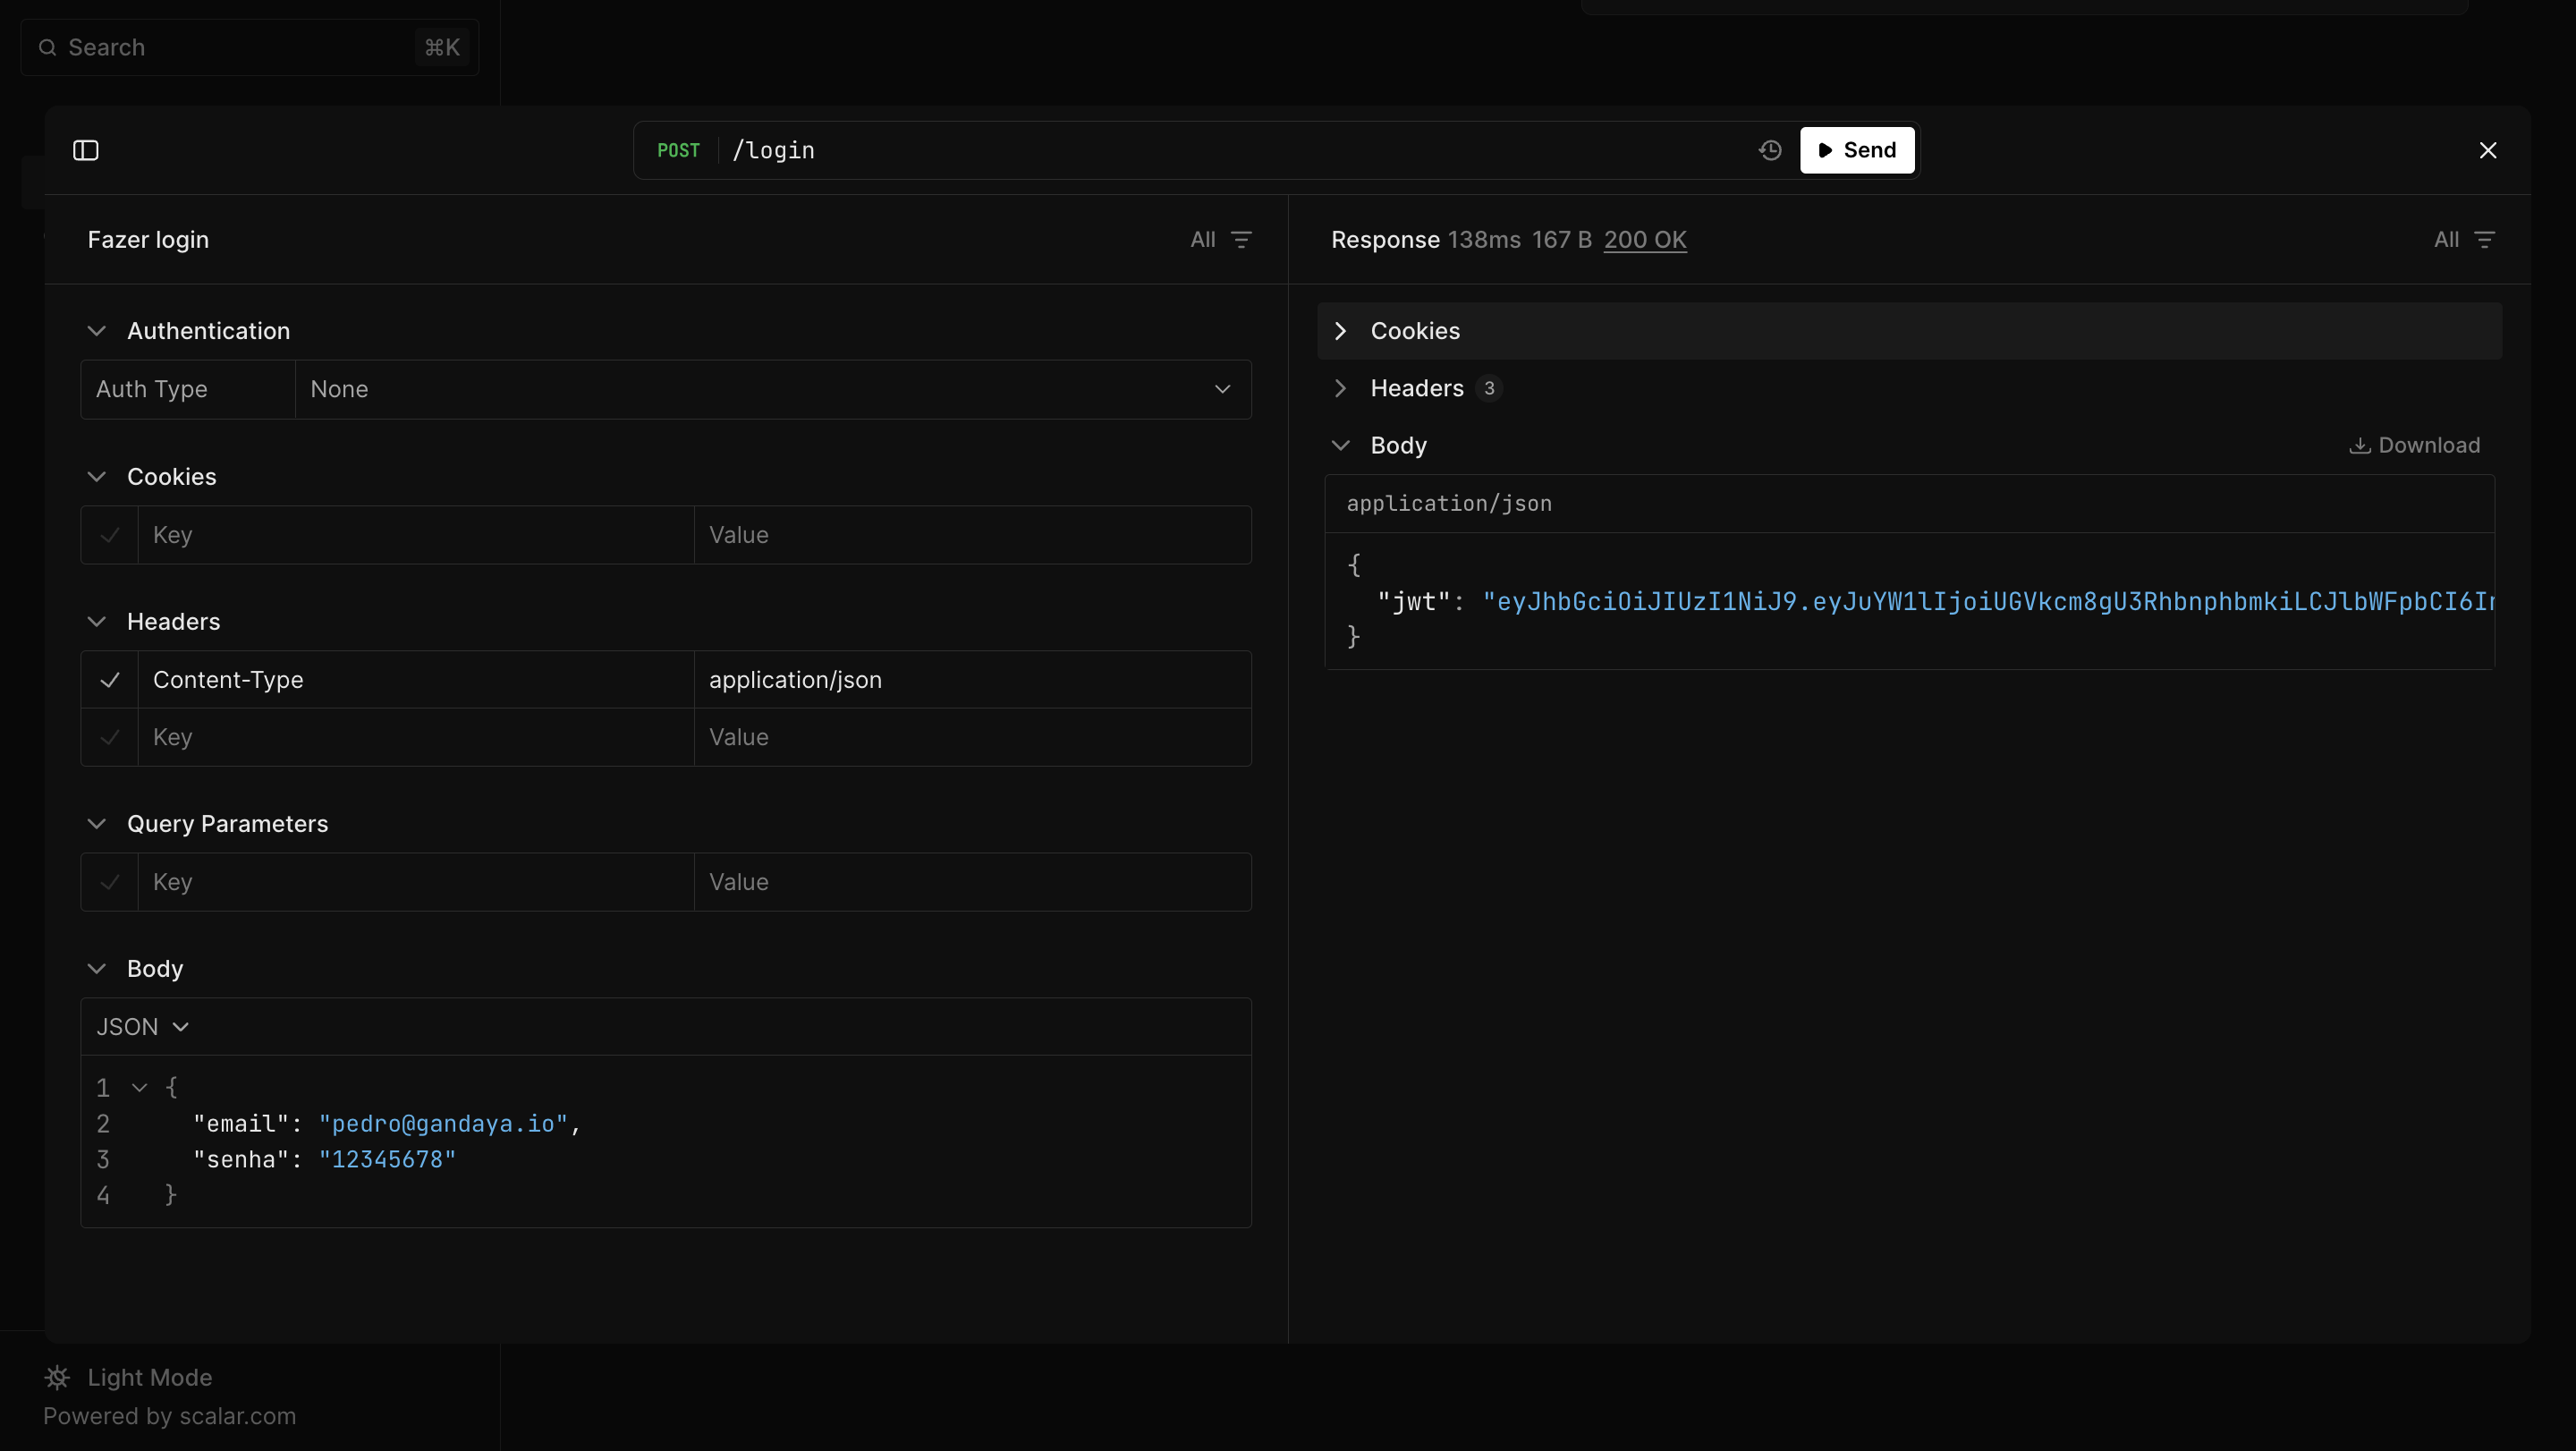 Search
⌘K
POST
/login
Send
Fazer login
All
Authentication
Auth Type
None
Cookies
Key
Value
Headers
Content-Type
application/json
Key
Value
Query Parameters
Key
Value
Body
JSON
1 {
2 "email": "pedro@gandaya.io",
3 "senha": "12345678"
4 }
Response 138ms 167 B 200 OK
All
Cookies
Headers 3
Body
Download
application/json
{
"jwt": "eyJhbGciOiJIUzI1NiJ9.eyJuYW1lIjoiUGVkcm8gU3RhbnphbmkiLCJlbWFpbCI6In
}
Light Mode
Powered by scalar.com